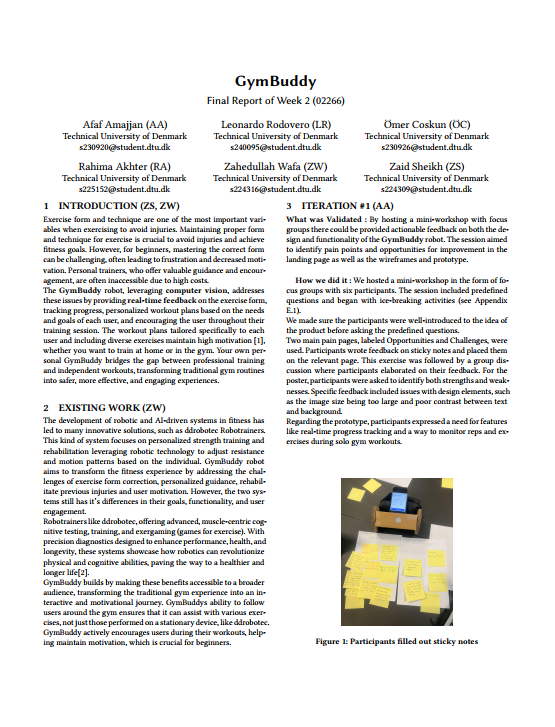 GymBuddy
Final Report of Week 2 (02266)
Afaf Amajjan (AA)
Technical University of Denmark
s230920@student.dtu.dk
Leonardo Rodovero (LR)
Technical University of Denmark
s240095@student.dtu.dk
Ömer Coskun (ÖC)
Technical University of Denmark
s230926@student.dtu.dk
Rahima Akhter (RA)
Technical University of Denmark
s225152@student.dtu.dk
Zahedullah Wafa (ZW)
Technical University of Denmark
s224316@student.dtu.dk
Zaid Sheikh (ZS)
Technical University of Denmark
s224309@student.dtu.dk
1 INTRODUCTION (ZS, ZW)
Exercise form and technique are one of the most important vari-
ables when exercising to avoid injuries. Maintaining proper form
and technique for exercise is crucial to avoid injuries and achieve
fitness goals. However, for beginners, mastering the correct form
can be challenging, often leading to frustration and decreased moti-
vation. Personal trainers, who offer valuable guidance and encour-
agement, are often inaccessible due to high costs.
The GymBuddy robot, leveraging computer vision, addresses
these issues by providing real-time feedback on the exercise form,
tracking progress, personalized workout plans based on the needs
and goals of each user, and encouraging the user throughout their
training session. The workout plans tailored specifically to each
user and including diverse exercises maintain high motivation [1],
whether you want to train at home or in the gym. Your own per-
sonal GymBuddy bridges the gap between professional training
and independent workouts, transforming traditional gym routines
into safer, more effective, and engaging experiences.
2 EXISTING WORK (ZW)
The development of robotic and AI-driven systems in fitness has
led to many innovative solutions, such as ddrobotec Robotrainers.
This kind of system focuses on personalized strength training and
rehabilitation leveraging robotic technology to adjust resistance
and motion patterns based on the individual. GymBuddy robot
aims to transform the fitness experience by addressing the chal-
lenges of exercise form correction, personalized guidance, rehabil-
itate previous injuries and user motivation. However, the two sys-
tems still has it's differences in their goals, functionality, and user
engagement.
Robotrainers like ddrobotec, offering advanced, muscle-centric cog-
nitive testing, training, and exergaming (games for exercise). With
precision diagnostics designed to enhance performance, health, and
longevity, these systems showcase how robotics can revolutionize
physical and cognitive abilities, paving the way to a healthier and
longer life[2].
GymBuddy builds by making these benefits accessible to a broader
audience, transforming the traditional gym experience into an in-
teractive and motivational journey. GymBuddys ability to follow
users around the gym ensures that it can assist with various exer-
cises, not just those performed on a stationary device, like ddrobotec.
GymBuddy actively encourages users during their workouts, help-
ing maintain motivation, which is crucial for beginners.
3 ITERATION #1 (AA)
What was Validated : By hosting a mini-workshop with focus
groups there could be provided actionable feedback on both the de-
sign and functionality of the GymBuddy robot. The session aimed
to identify pain points and opportunities for improvement in the
landing page as well as the wireframes and prototype.
How we did it : We hosted a mini-workshop in the form of fo-
cus groups with six participants. The session included predefined
questions and began with ice-breaking activities (see Appendix
E.1).
We made sure the participants were well-introduced to the idea of
the product before asking the predefined questions.
Two main pain pages, labeled Opportunities and Challenges, were
used. Participants wrote feedback on sticky notes and placed them
on the relevant page. This exercise was followed by a group dis-
cussion where participants elaborated on their feedback. For the
poster, participants were asked to identify both strengths and weak-
nesses. Specific feedback included issues with design elements, such
as the image size being too large and poor contrast between text
and background.
Regarding the prototype, participants expressed a need for features
like real-time progress tracking and a way to monitor reps and ex-
ercises during solo gym workouts.
Figure 1: Participants filled out sticky notes